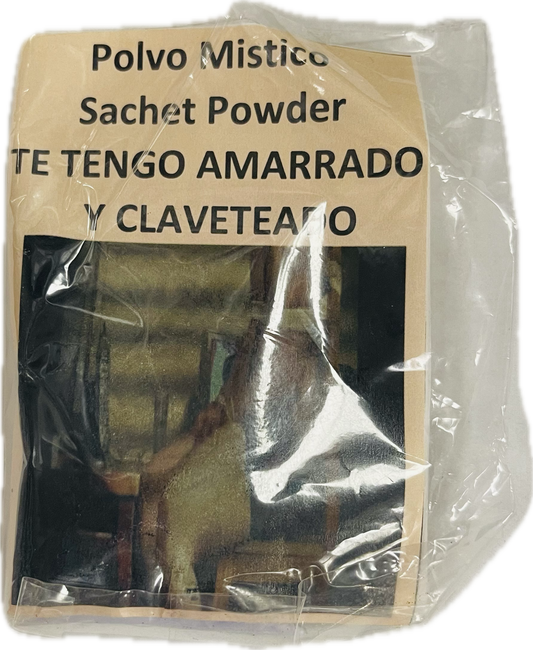 Polvo Mistico
Sachet Powder
TE TENGO AMARRADO
Y CLAVETEADO